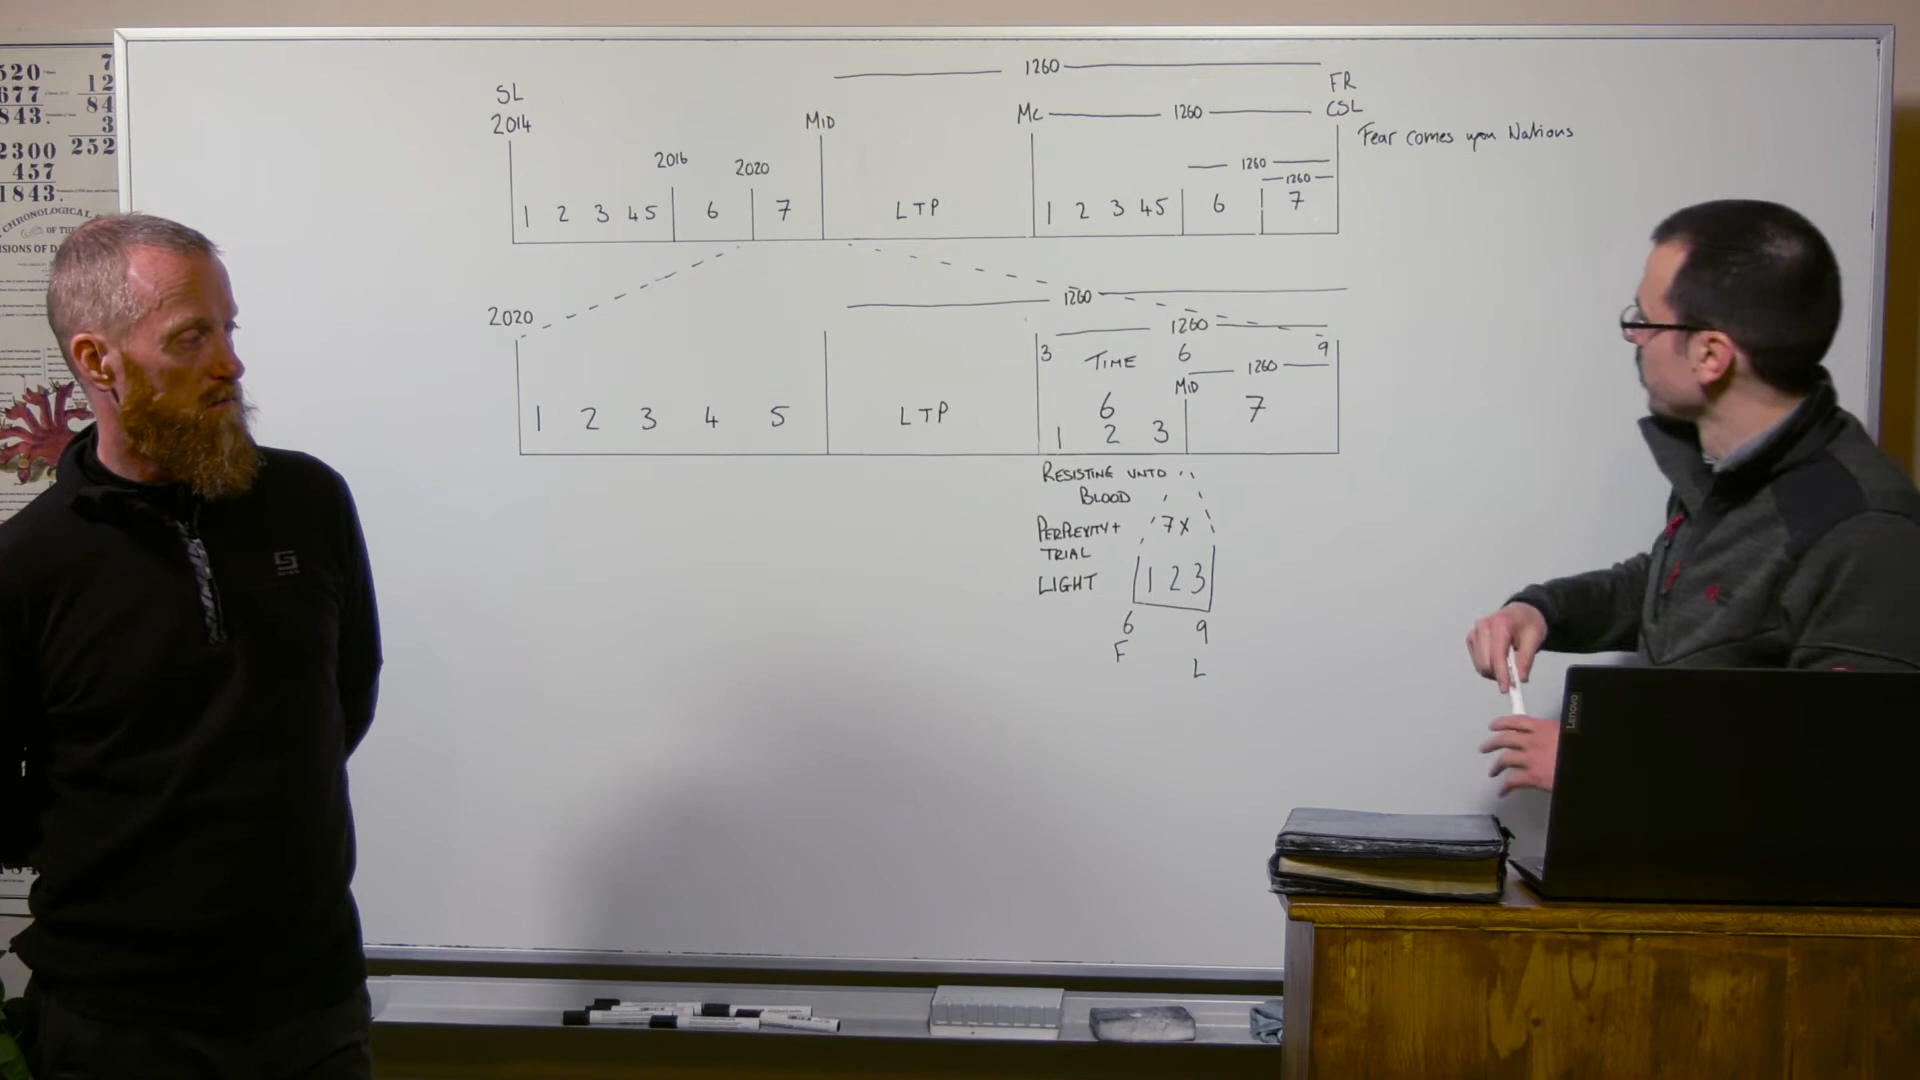 520
677
843.
2300
457
1843.
7
12
84
3
252
CHRONOLOGICAL
OF THE
1260
SL
2014
MID
MC
1260
FR
CSL
Fear comes upon Nations
2016
2020
1260
1260
1 2 3 4 5
6
7
LTP
1 2 3 4 5
6
7
2020
1260
1260
3
TIME
6
9
MID
1260
1 2 3 4 5
LTP
6
7
1 2 3
RESISTING UNTO
BLOOD
PERPLEXITY+
7X
TRIAL
LIGHT
1 2 3
6
9
F
L
Lenovo